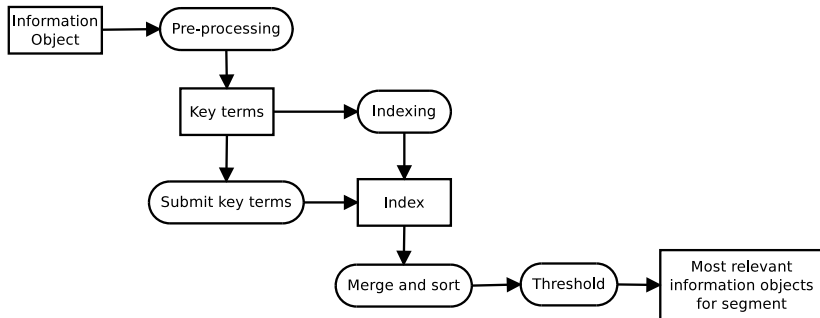 Information
Object
Pre-processing
Key terms
Indexing
Submit key terms
Index
Merge and sort
Threshold
Most relevant
information objects
for segment